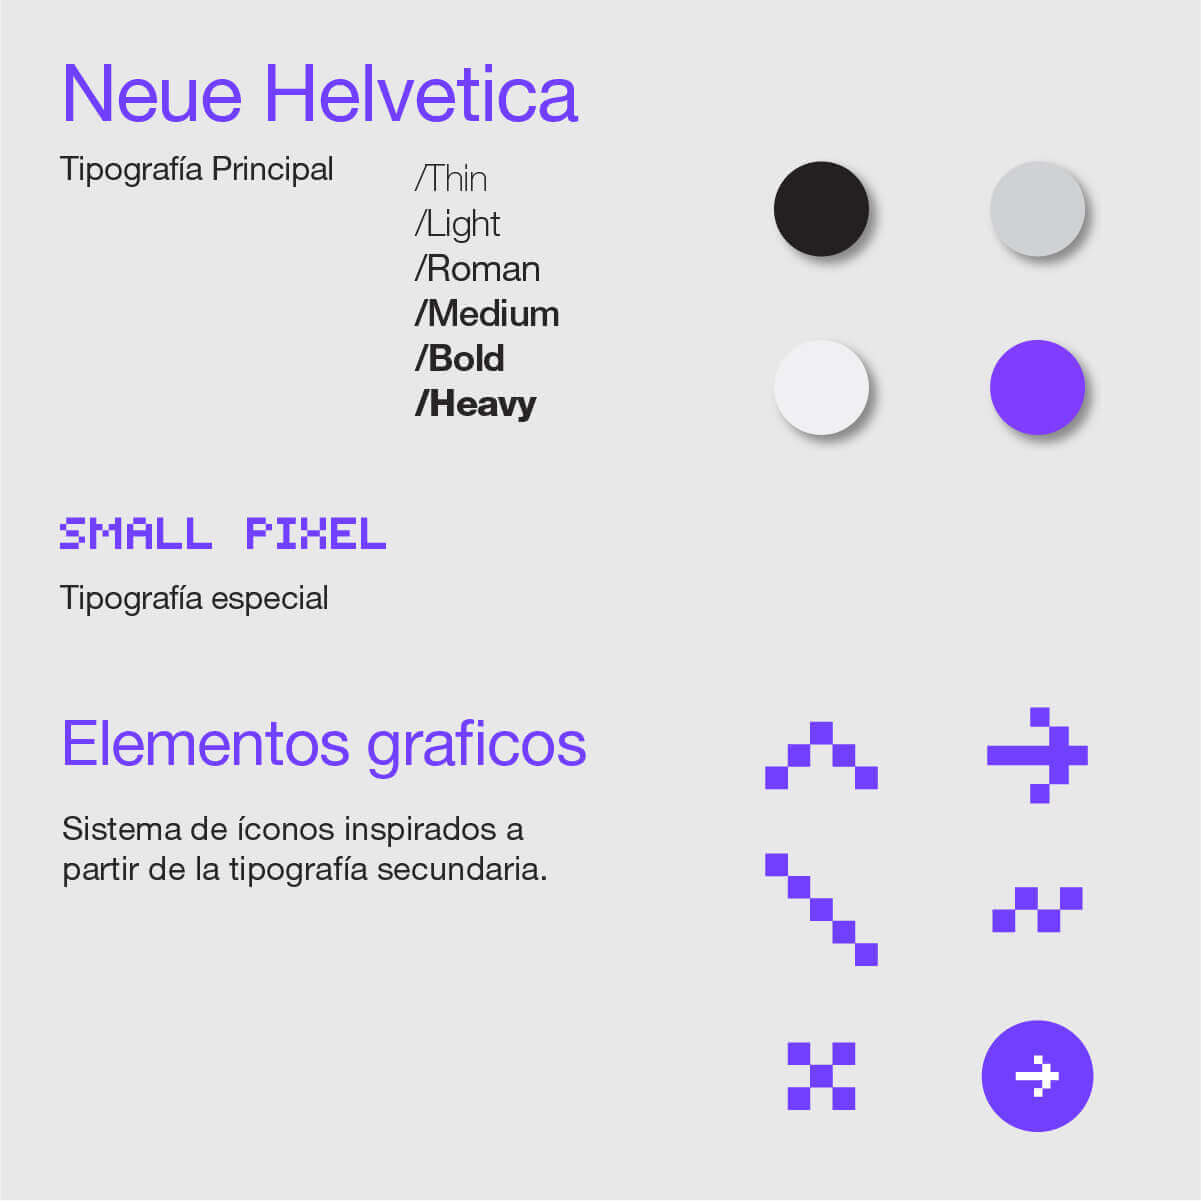 Neue Helvetica
Tipografía Principal
/Thin
/Light
/Roman
/Medium
/Bold
/Heavy
SMALL PIXEL
Tipografía especial
Elementos graficos
Sistema de íconos inspirados a
partir de la tipografía secundaria.